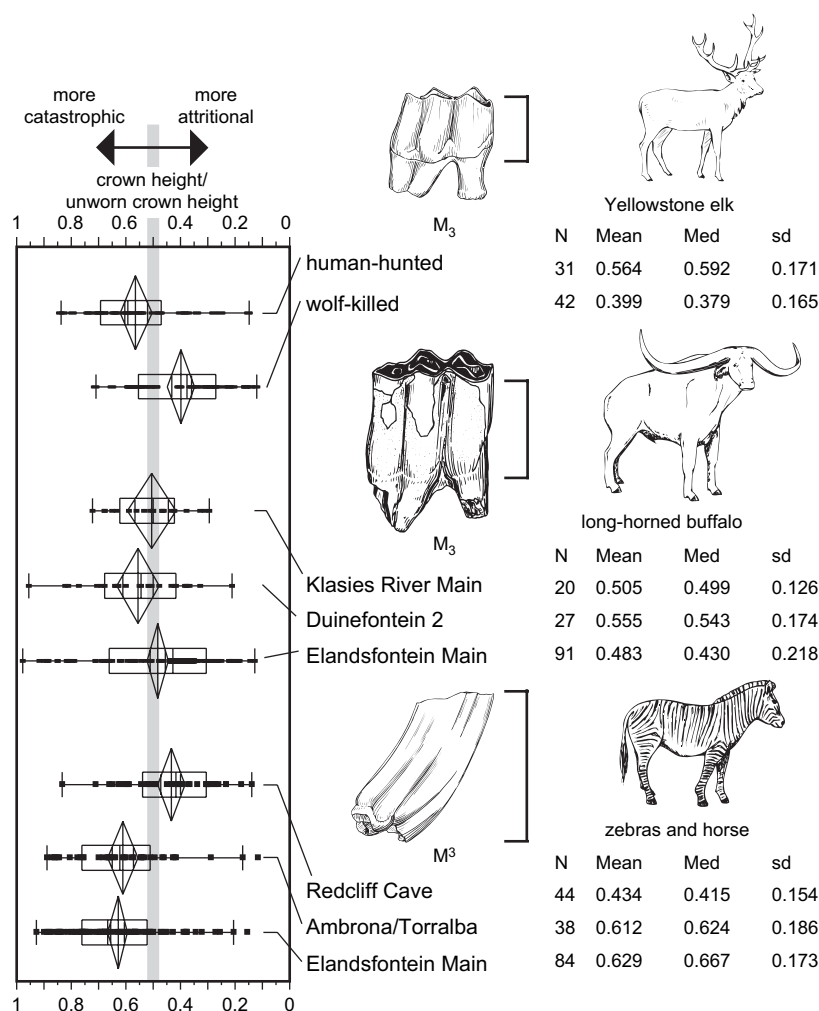 more
catastrophic
more
attritional
crown height/
unworn crown height
1 0.8 0.6 0.4 0.2 0
human-hunted
wolf-killed
Klasies River Main
Duinefontein 2
Elandsfontein Main
Redcliff Cave
Ambrona/Torralba
Elandsfontein Main
1 0.8 0.6 0.4 0.2 0
M3
M3
M3
Yellowstone elk
N Mean Med sd
31 0.564 0.592 0.171
42 0.399 0.379 0.165
long-horned buffalo
N Mean Med sd
20 0.505 0.499 0.126
27 0.555 0.543 0.174
91 0.483 0.430 0.218
zebras and horse
N Mean Med sd
44 0.434 0.415 0.154
38 0.612 0.624 0.186
84 0.629 0.667 0.173